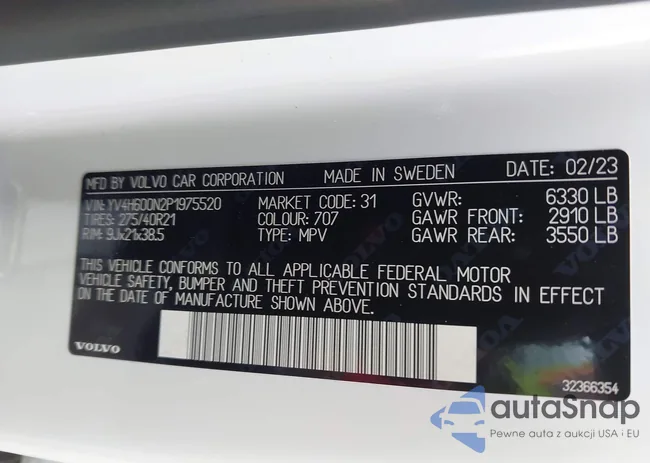 MFD BY VOLVO CAR CORPORATION MADE IN SWEDEN DATE: 02/23
VIN: YV4H600N2P1975520 MARKET CODE: 31 GVWR: 6330 LB
TIRES: 275/40R21 COLOUR: 707 GAWR FRONT: 2910 LB
RIM: 9Jx21x38.5 TYPE: MPV GAWR REAR: 3550 LB
THIS VEHICLE CONFORMS TO ALL APPLICABLE FEDERAL MOTOR
VEHICLE SAFETY, BUMPER AND THEFT PREVENTION STANDARDS IN EFFECT
ON THE DATE OF MANUFACTURE SHOWN ABOVE.
VOLVO
32366354
autaSnap
Pewne auta z aukcji USA i EU